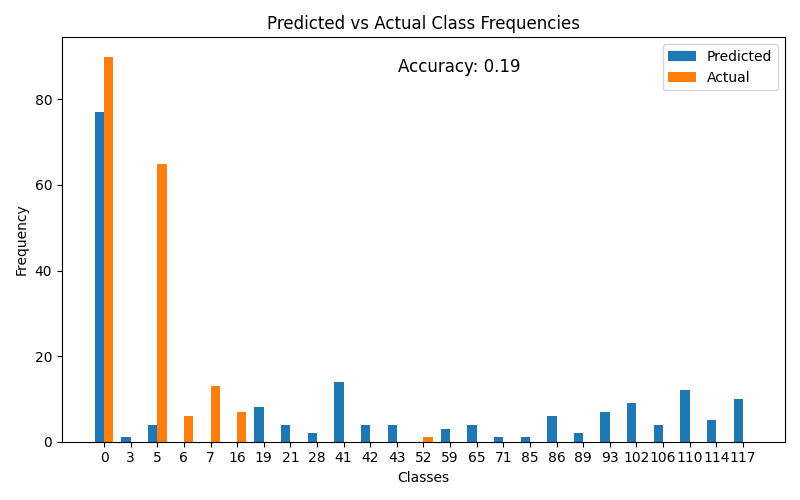 Predicted vs Actual Class Frequencies
Accuracy: 0.19
Predicted
Actual
Frequency
80
60
40
20
0
0 3 5 6 7 16 19 21 28 41 42 43 52 59 65 71 85 86 89 93 102 106 110 114 117
Classes